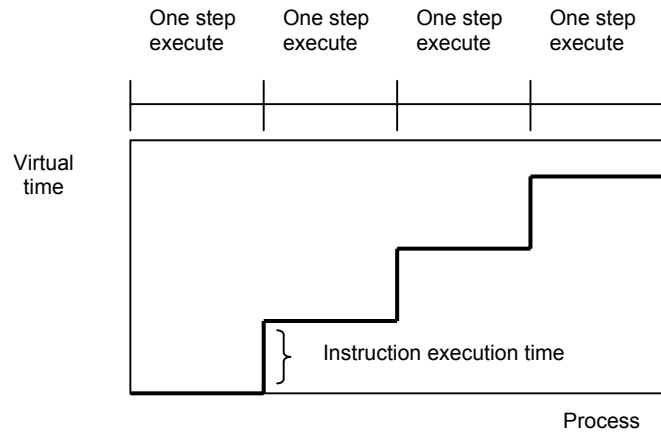 One step
execute
One step
execute
One step
execute
One step
execute
Virtual
time
Instruction execution time
Process